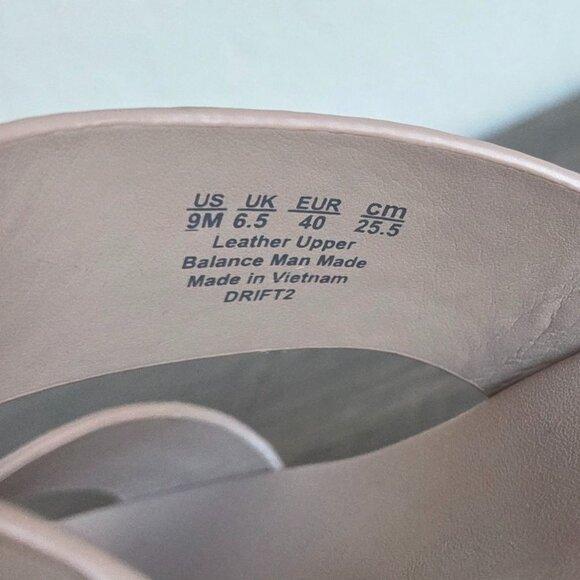 US UK EUR cm
9M 6.5 40 25.5
Leather Upper
Balance Man Made
Made in Vietnam
DRIFT2